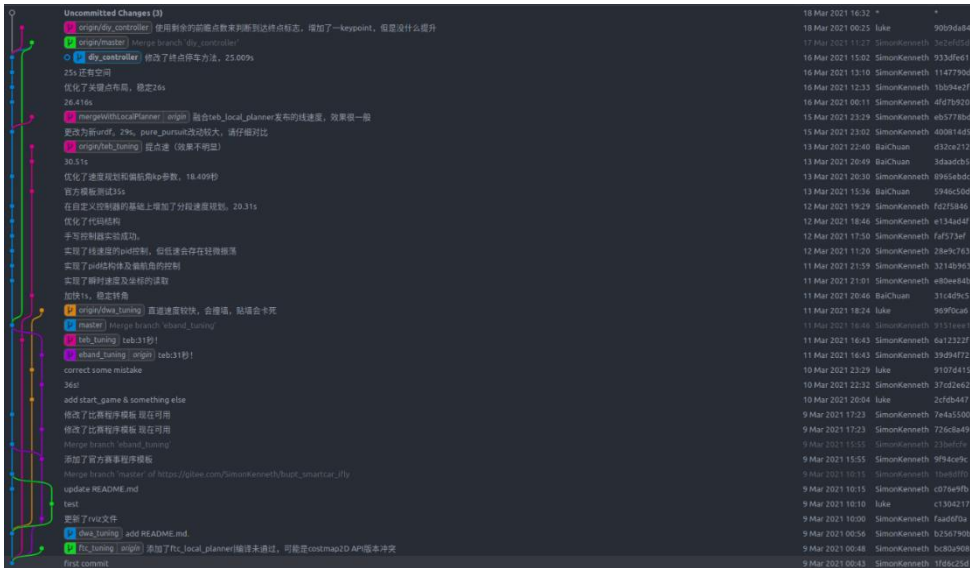 Uncommitted Changes (3) 18 Mar 2021 16:32 * *
origin/diy_controller 使用剩余的前瞻点数来判断到达终点标志，增加了一keypoint，但是没什么提升 18 Mar 2021 00:25 luke 90b9da84
origin/master Merge branch 'diy_controller' 17 Mar 2021 11:27 SimonKenneth 3e2efd5d
diy_controller 修改了终点停车方法，25.009s 16 Mar 2021 15:02 SimonKenneth 933dfe61
25s 还有空间 16 Mar 2021 13:10 SimonKenneth 1147790d
优化了关键点布局，稳定26s 16 Mar 2021 12:33 SimonKenneth 1bb94e2f
26.416s 16 Mar 2021 00:11 SimonKenneth 4fd7b920
mergeWithLocalPlanner origin 融合teb_local_planner发布的线速度，效果很一般 15 Mar 2021 23:29 SimonKenneth eb5778bd
更改为新urdf。29s。pure_pursuit改动较大，请仔细对比 15 Mar 2021 23:02 SimonKenneth 400814d5
origin/teb_tuning 提点速（效果不明显） 13 Mar 2021 22:40 BaiChuan d32ce212
30.51s 13 Mar 2021 20:49 BaiChuan 3daadcb5
优化了速度规划和偏航角kp参数，18.409秒 13 Mar 2021 20:30 SimonKenneth 8965ebdc
官方模板测试35s 13 Mar 2021 15:36 BaiChuan 5946c50d
在自定义控制器的基础上增加了分段速度规划。20.31s 12 Mar 2021 19:29 SimonKenneth fd2f5846
优化了代码结构 12 Mar 2021 18:46 SimonKenneth e134ad4f
手写控制器实验成功。 12 Mar 2021 17:50 SimonKenneth faf573ef
实现了线速度的pid控制，但低速会存在轻微振荡 12 Mar 2021 11:20 SimonKenneth 28e9c763
实现了pid结构体及偏航角的控制 11 Mar 2021 21:59 SimonKenneth 3214b963
实现了瞬时速度及坐标的读取 11 Mar 2021 21:01 SimonKenneth e80ee84b
加快1s，稳定转角 11 Mar 2021 20:46 BaiChuan 31c4d9c5
origin/dwa_tuning 直道速度较快，会撞墙，贴墙会卡死 11 Mar 2021 18:24 luke 969f0ca6
master Merge branch 'eband_tuning' 11 Mar 2021 16:46 SimonKenneth
teb_tuning teb:31秒！ 11 Mar 2021 16:43 SimonKenneth 6a12322f
eband_tuning origin teb:31秒！ 11 Mar 2021 16:43 SimonKenneth 39d94f72
correct some mistake 10 Mar 2021 23:29 luke 9107d415
36s! 10 Mar 2021 22:32 SimonKenneth 37cd2e62
add start_game & something else 10 Mar 2021 20:04 luke 2cfdb447
修改了比赛程序模板 现在可用 9 Mar 2021 17:23 SimonKenneth 7e4a5500
修改了比赛程序模板 现在可用 9 Mar 2021 17:23 SimonKenneth 726c8a49
Merge branch 'eband_tuning' 9 Mar 2021 15:55 SimonKenneth 23befcfe
添加了官方赛事程序模板 9 Mar 2021 15:55 SimonKenneth 9f94ce9c
Merge branch 'master' of https://gitee.com/SimonKenneth/bupt_smartcar_ifly 9 Mar 2021 10:15 SimonKenneth
update README.md 9 Mar 2021 10:15 SimonKenneth c076e9fb
test 9 Mar 2021 10:10 luke c1304217
更新了rviz文件 9 Mar 2021 10:00 SimonKenneth faad6f0a
dwa_tuning add README.md. 9 Mar 2021 00:56 SimonKenneth b256790b
ftc_tuning origin 添加了ftc_local_planner(编译未通过，可能是costmap2D API版本冲突 9 Mar 2021 00:48 SimonKenneth bc80a908
first commit 9 Mar 2021 00:43 SimonKenneth 1fd6c25d